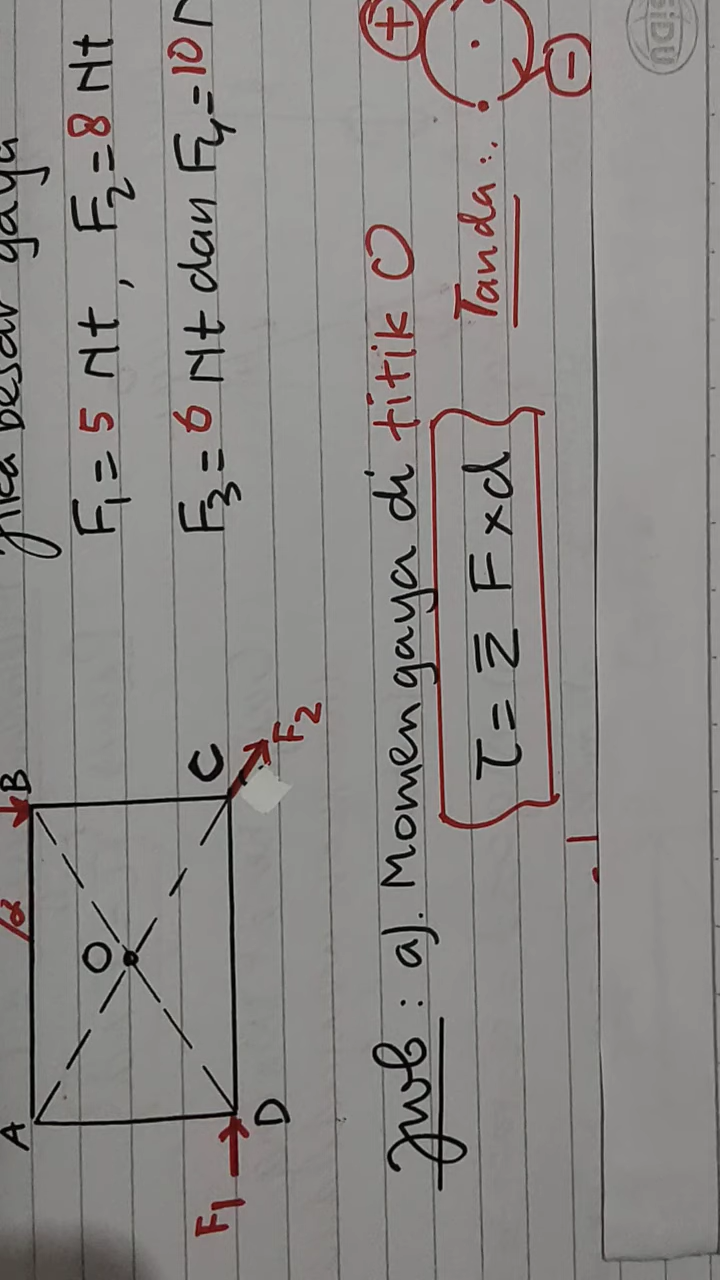 Jika besar gaya
F₁ = 5 Nt, F₂ = 8 Nt
F₃ = 6 Nt dan F₄ = 10 N
A
B
α
O
C
D
F₁
F₂
Jwb : a). Momen gaya di titik O
τ = Σ F x d
Tanda :.
+
-
SiDU